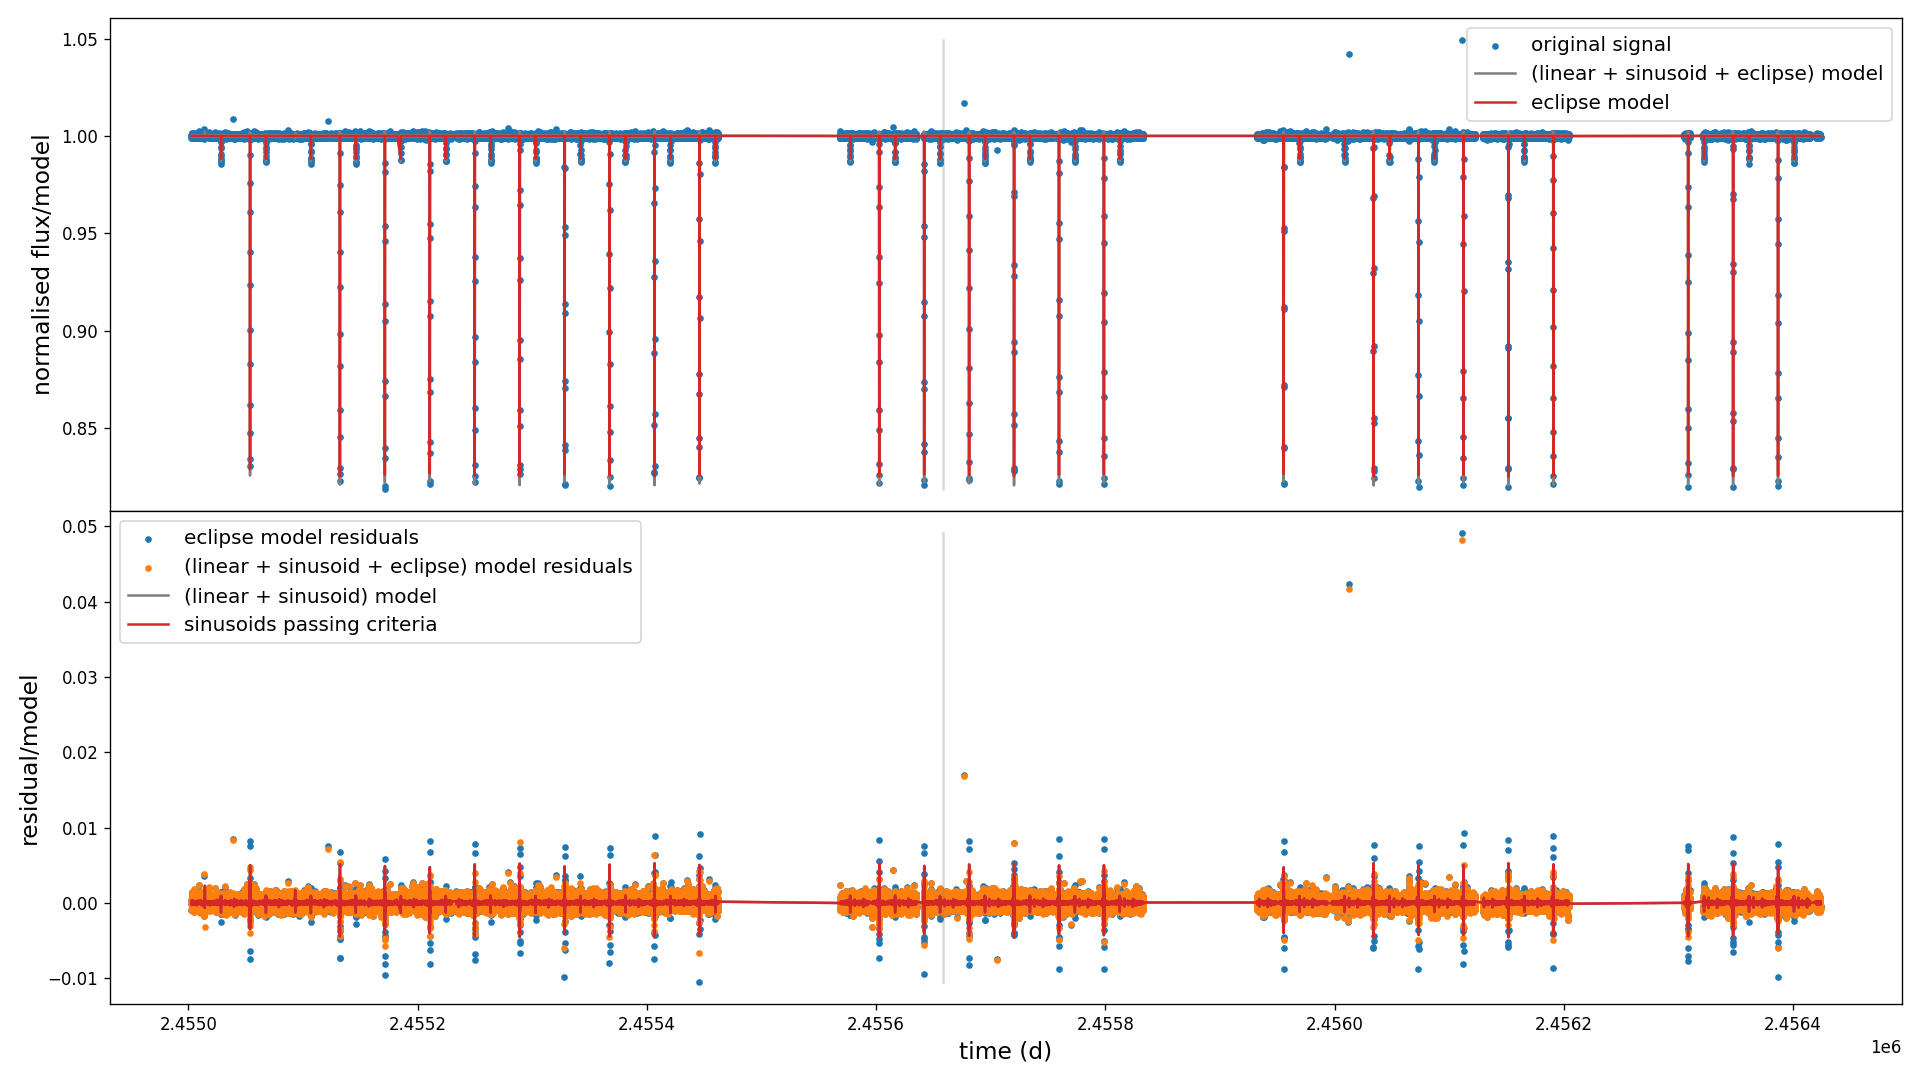 normalised flux/model
1.05
1.00
0.95
0.90
0.85
original signal
(linear + sinusoid + eclipse) model
eclipse model
residual/model
0.05
0.04
0.03
0.02
0.01
0.00
−0.01
eclipse model residuals
(linear + sinusoid + eclipse) model residuals
(linear + sinusoid) model
sinusoids passing criteria
2.4550 2.4552 2.4554 2.4556 2.4558 2.4560 2.4562 2.4564
1e6
time (d)